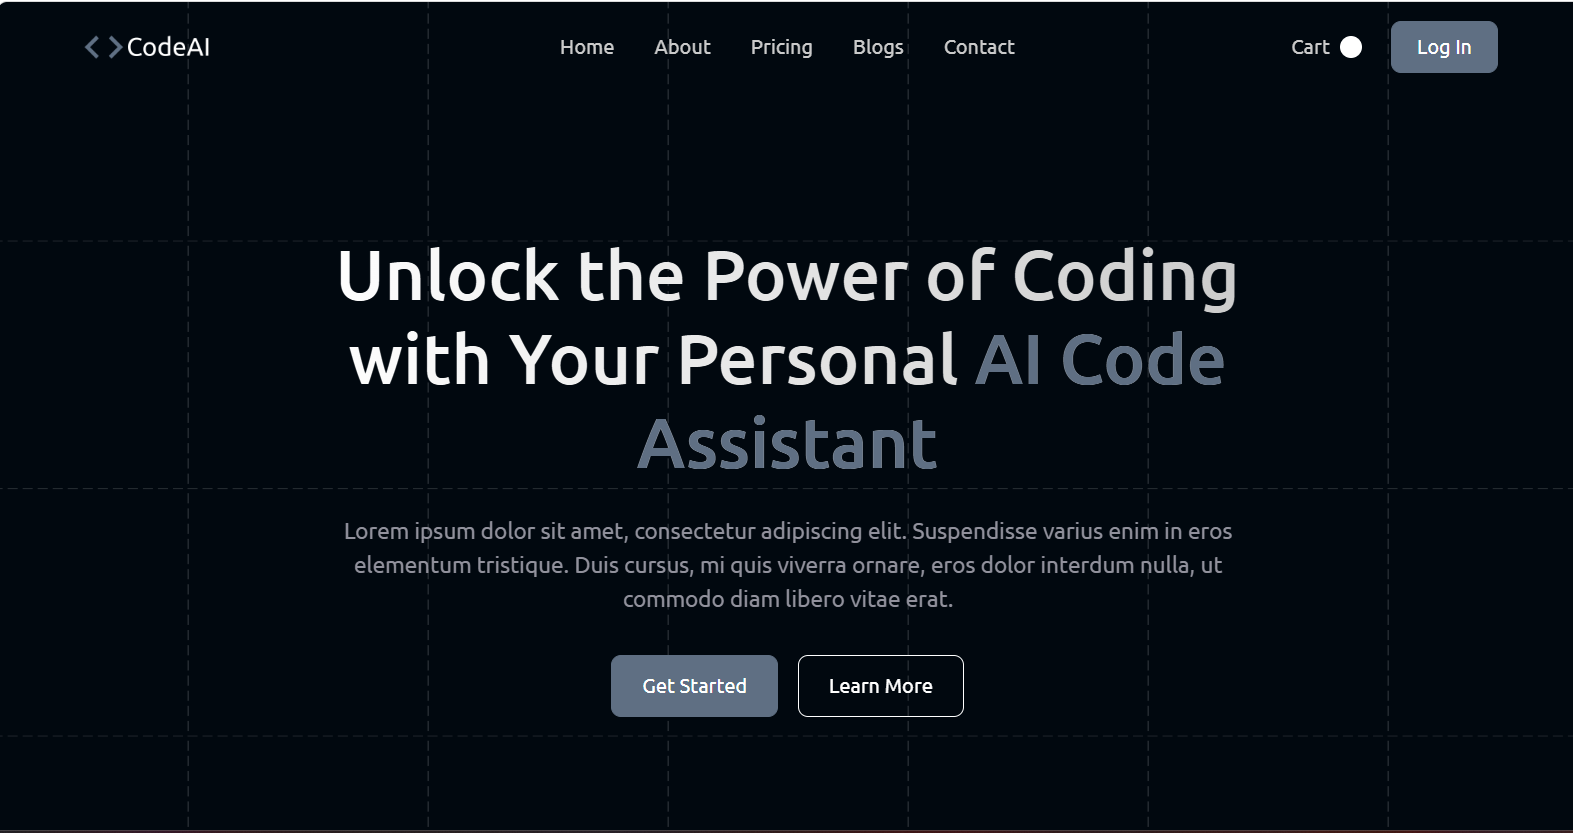 CodeAI
Home
About
Pricing
Blogs
Contact
Cart
Log In
Unlock the Power of Coding
with Your Personal AI Code
Assistant
Lorem ipsum dolor sit amet, consectetur adipiscing elit. Suspendisse varius enim in eros
elementum tristique. Duis cursus, mi quis viverra ornare, eros dolor interdum nulla, ut
commodo diam libero vitae erat.
Get Started
Learn More